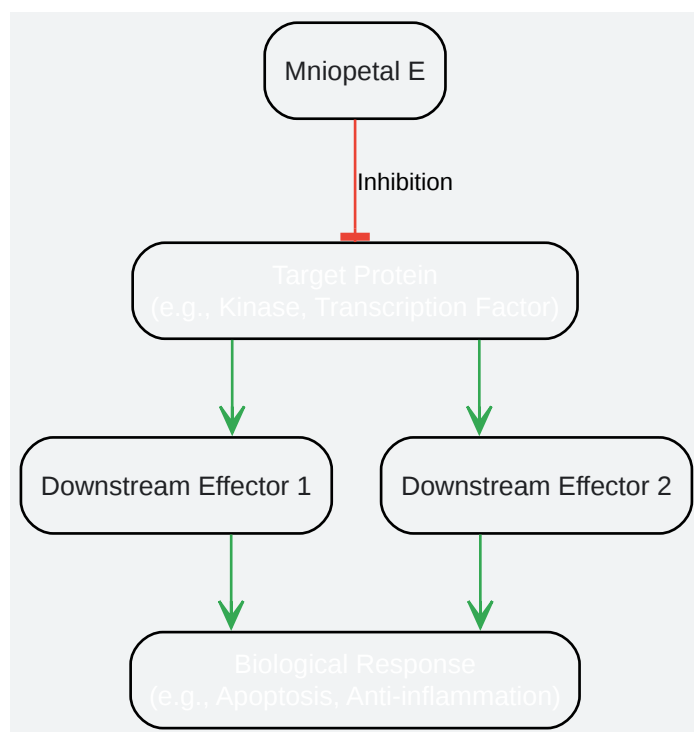 Mniopetal E
Inhibition
Target Protein
(e.g., Kinase, Transcription Factor)
Downstream Effector 1
Downstream Effector 2
Biological Response
(e.g., Apoptosis, Anti-inflammation)